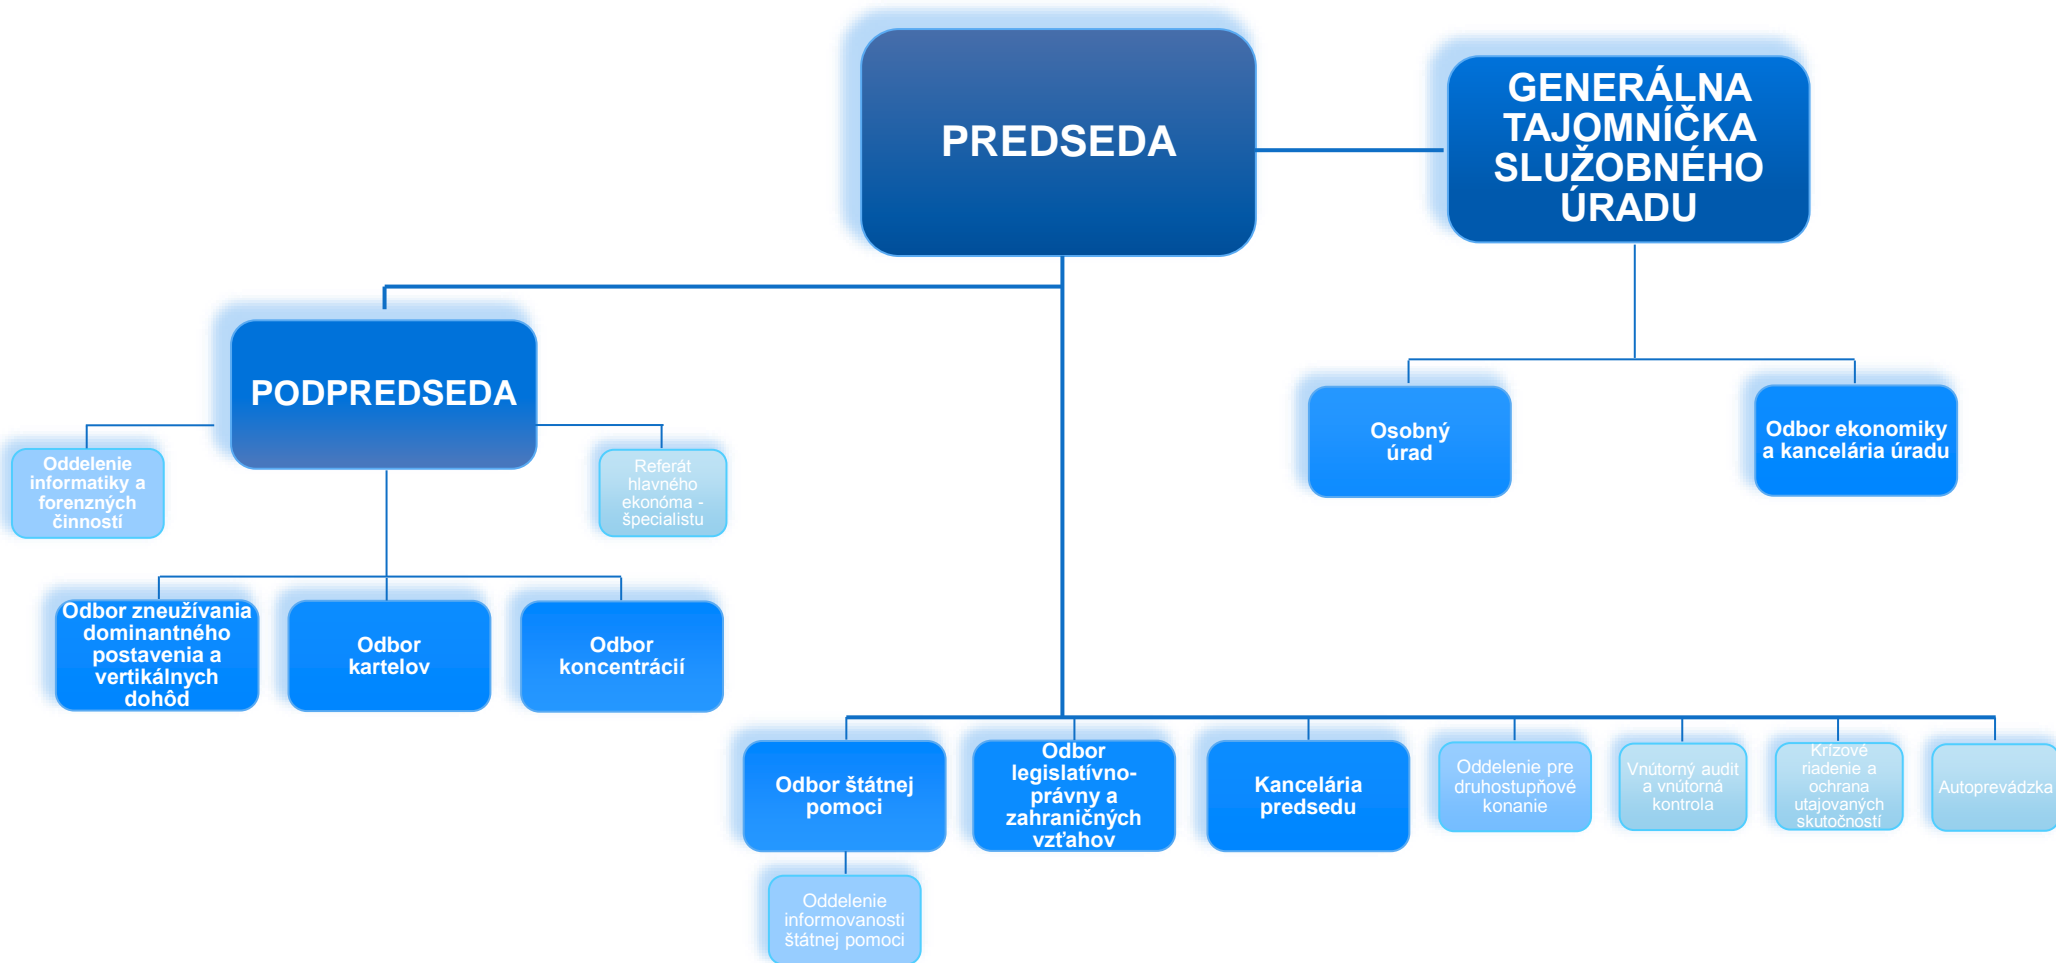 PREDSEDA
GENERÁLNA
TAJOMNÍČKA
SLUŽOBNÉHO
ÚRADU
PODPREDSEDA
Osobný
úrad
Odbor ekonomiky
a kancelária úradu
Oddelenie
informatiky a
forenzných
činností
Referát
hlavného
ekonóma -
špecialistu
Odbor zneužívania
dominantného
postavenia a
vertikálnych
dohôd
Odbor
kartelov
Odbor
koncentrácií
Odbor štátnej
pomoci
Odbor
legislatívno-
právny a
zahraničných
vzťahov
Kancelária
predsedu
Oddelenie pre
druhostupňové
konanie
Vnútorný audit
a vnútorná
kontrola
Krízové
riadenie a
ochrana
utajovaných
skutočností
Autoprevádzka
Oddelenie
informovanosti
štátnej pomoci